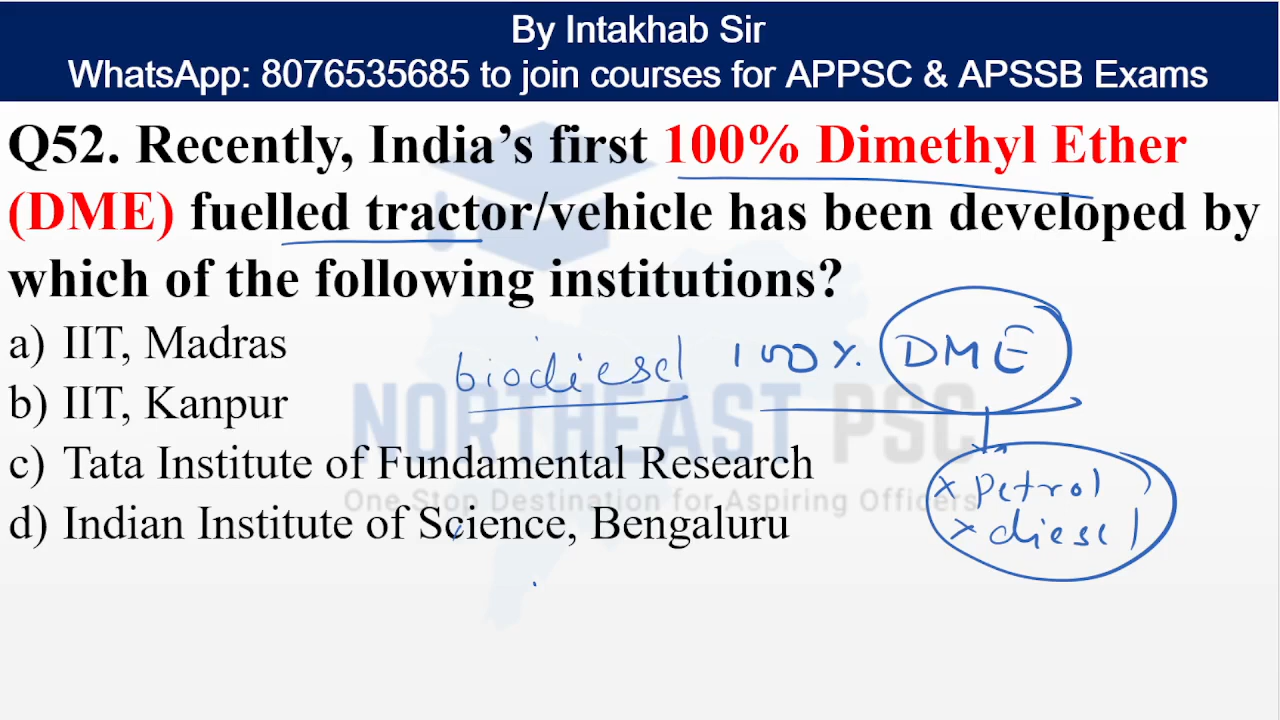 By Intakhab Sir
WhatsApp: 8076535685 to join courses for APPSC & APSSB Exams
Q52. Recently, India’s first 100% Dimethyl Ether
(DME) fuelled tractor/vehicle has been developed by
which of the following institutions?
a) IIT, Madras
b) IIT, Kanpur
c) Tata Institute of Fundamental Research
d) Indian Institute of Science, Bengaluru
biodiesel 100%. DME
x Petrol
x diesel
NORTHEAST PSC
One Stop Destination for Aspiring Officers